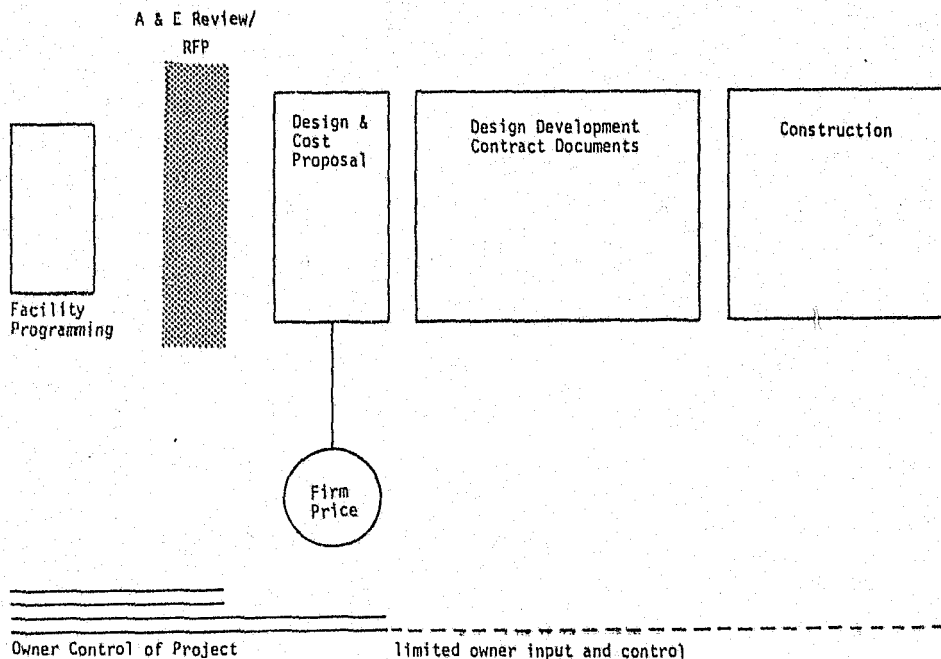 A & E Review/
RFP
Design &
Cost
Proposal
Design Development
Contract Documents
Construction
Facility
Programming
Firm
Price
Owner Control of Project
limited owner input and control